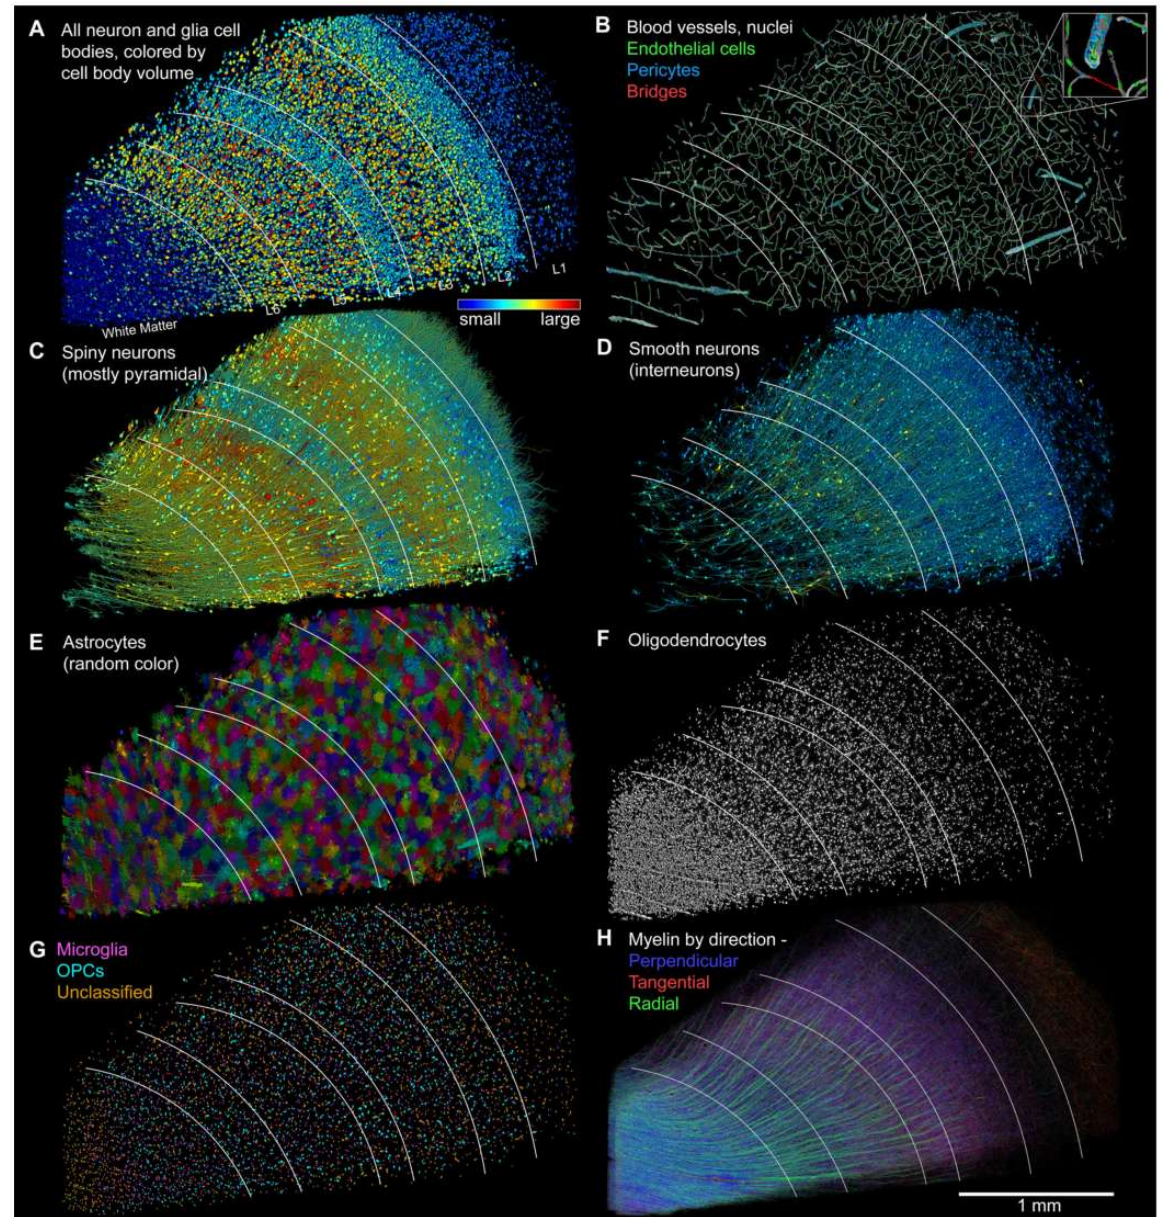 A All neuron and glia cell
bodies, colored by
cell body volume
White Matter
L6
L5
L4
L3
L2
L1
small large
B Blood vessels, nuclei
Endothelial cells
Pericytes
Bridges
C Spiny neurons
(mostly pyramidal)
D Smooth neurons
(interneurons)
E Astrocytes
(random color)
F Oligodendrocytes
G Microglia
OPCs
Unclassified
H Myelin by direction -
Perpendicular
Tangential
Radial
1 mm